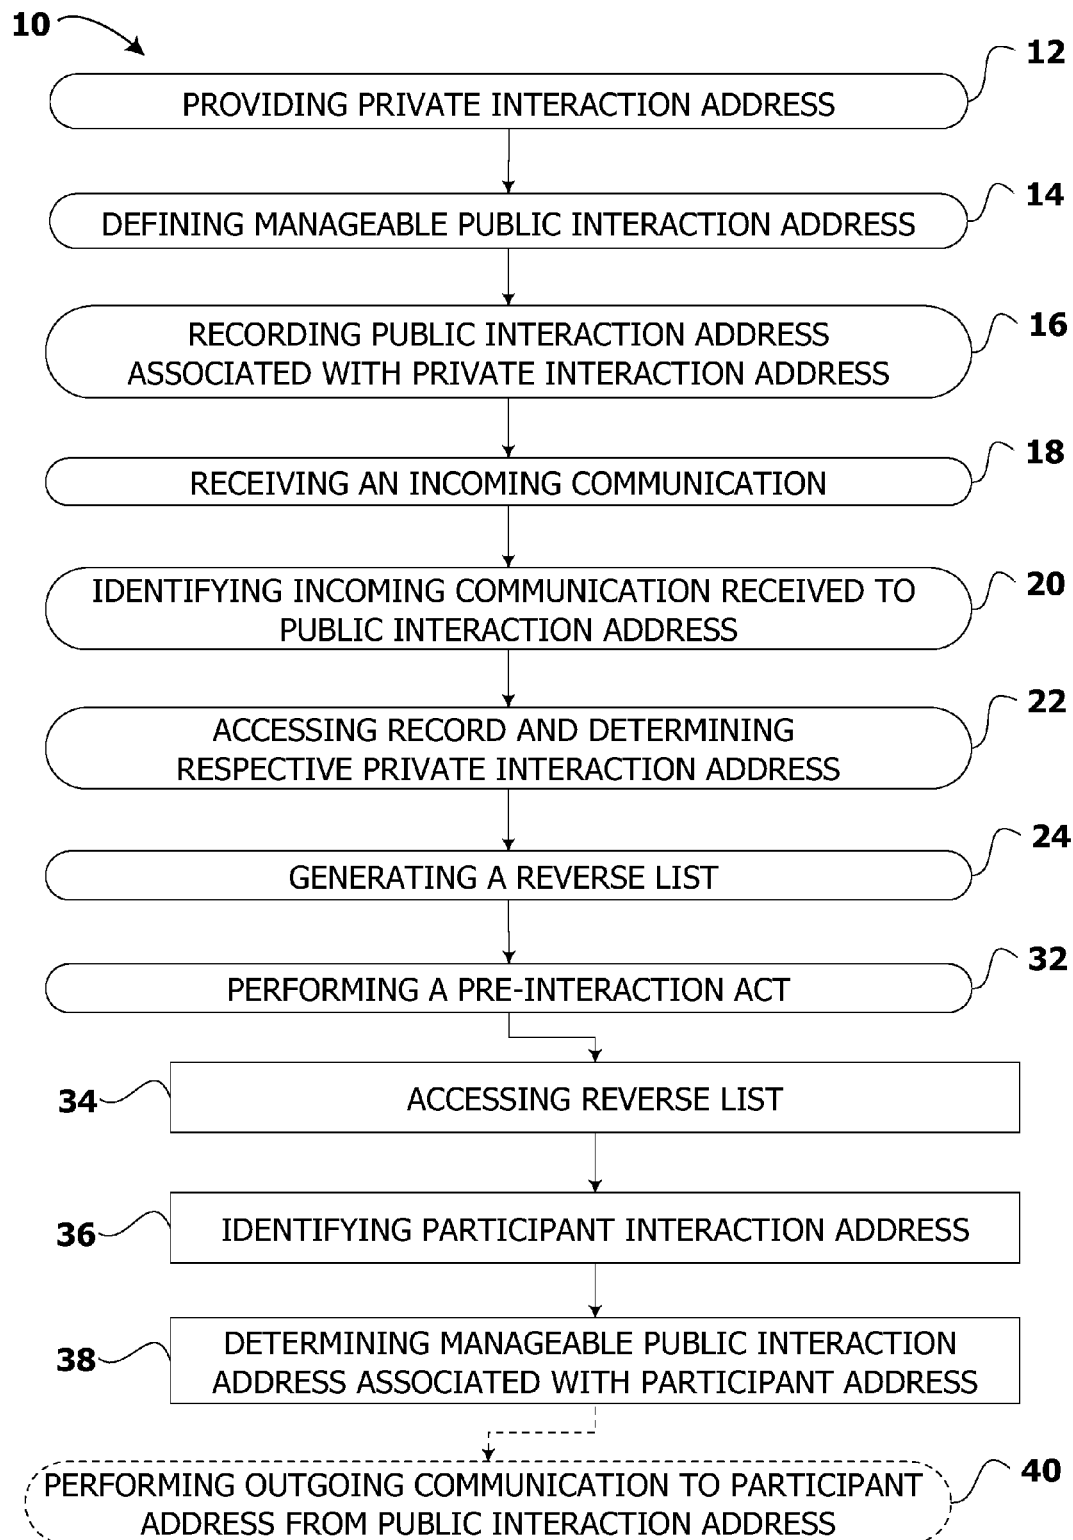 10
12
PROVIDING PRIVATE INTERACTION ADDRESS
14
DEFINING MANAGEABLE PUBLIC INTERACTION ADDRESS
16
RECORDING PUBLIC INTERACTION ADDRESS
ASSOCIATED WITH PRIVATE INTERACTION ADDRESS
18
RECEIVING AN INCOMING COMMUNICATION
20
IDENTIFYING INCOMING COMMUNICATION RECEIVED TO
PUBLIC INTERACTION ADDRESS
22
ACCESSING RECORD AND DETERMINING
RESPECTIVE PRIVATE INTERACTION ADDRESS
24
GENERATING A REVERSE LIST
32
PERFORMING A PRE-INTERACTION ACT
34
ACCESSING REVERSE LIST
36
IDENTIFYING PARTICIPANT INTERACTION ADDRESS
38
DETERMINING MANAGEABLE PUBLIC INTERACTION
ADDRESS ASSOCIATED WITH PARTICIPANT ADDRESS
40
PERFORMING OUTGOING COMMUNICATION TO PARTICIPANT
ADDRESS FROM PUBLIC INTERACTION ADDRESS